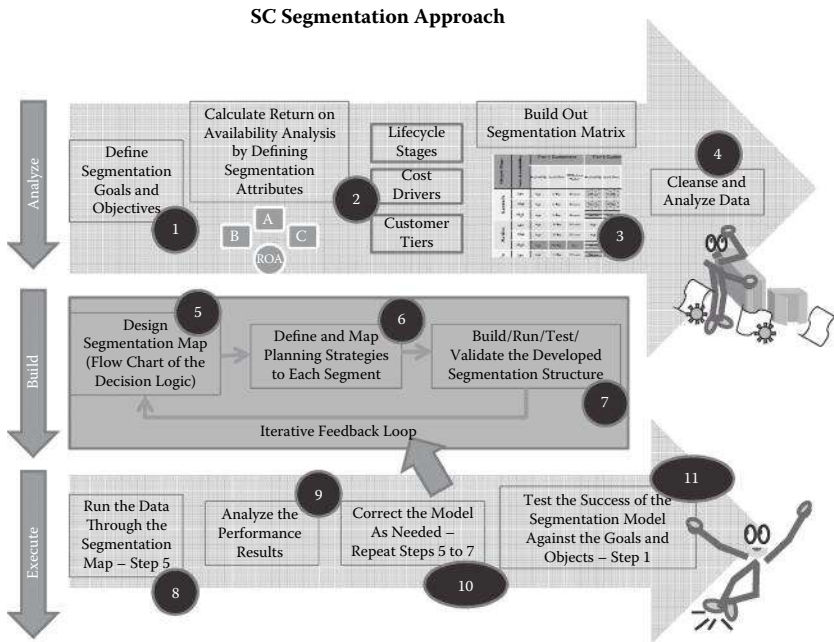 SC Segmentation Approach
Analyze
Define
Segmentation
Goals and
Objectives
1
Calculate Return on
Availability Analysis
by Defining
Segmentation
Attributes
A
B
C
ROA
2
Lifecycle
Stages
Cost
Drivers
Customer
Tiers
Build Out
Segmentation Matrix
3
4
Cleanse and
Analyze Data
Build
5
Design
Segmentation Map
(Flow Chart of the
Decision Logic)
6
Define and Map
Planning Strategies
to Each Segment
Build/Run/Test/
Validate the Developed
Segmentation Structure
7
Iterative Feedback Loop
Execute
Run the Data
Through the
Segmentation
Map – Step 5
8
9
Analyze the
Performance
Results
Correct the Model
As Needed –
Repeat Steps 5 to 7
10
11
Test the Success of the
Segmentation Model
Against the Goals and
Objects – Step 1